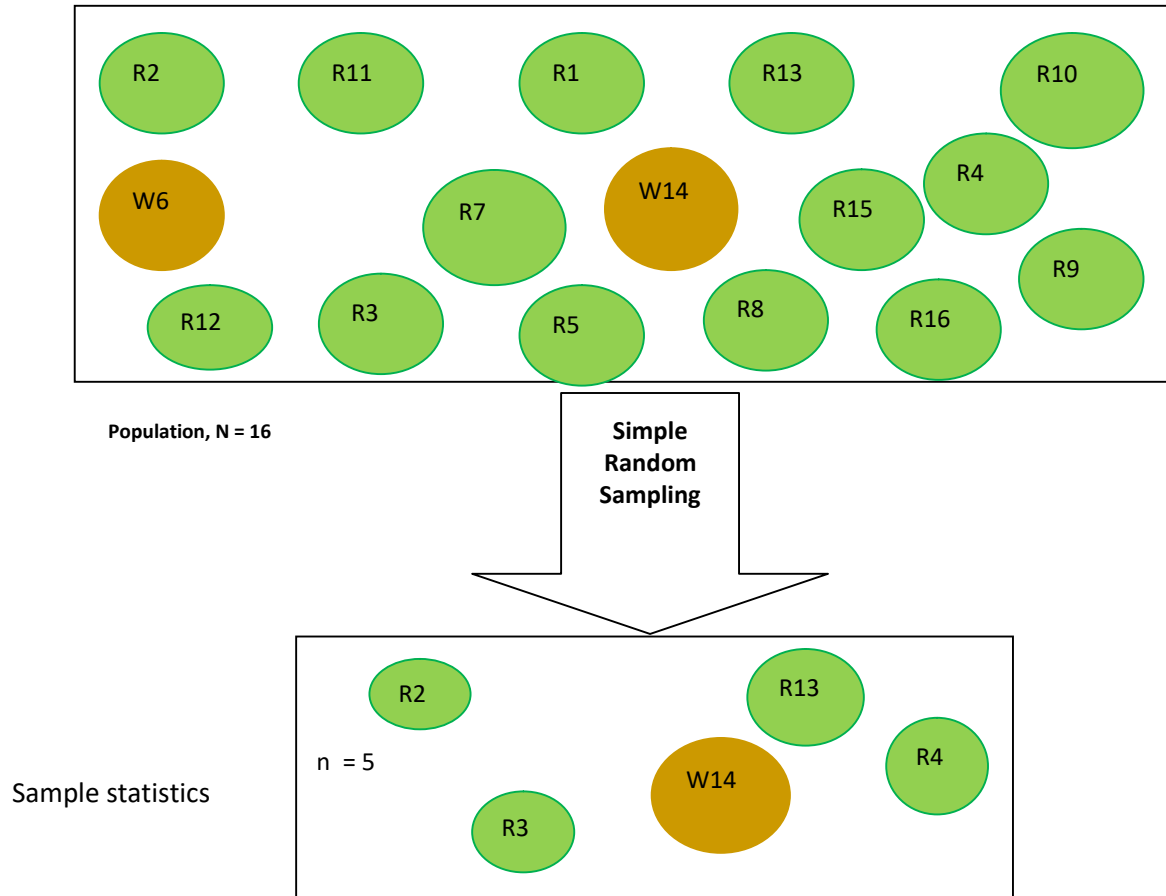 R2
R11
R1
R13
R10
W6
R7
W14
R15
R4
R9
R12
R3
R5
R8
R16
Population, N = 16
Simple
Random
Sampling
R2
R13
n = 5
W14
R4
Sample statistics
R3